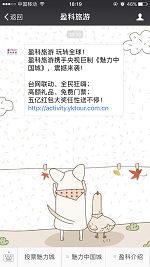 中国移动 18:19
返回 盈科旅游
盈科旅游 玩转全球!
盈科旅游携手央视巨制《魅力中
国城》,震撼来袭!
台网联动、全民狂嗨;
高额礼品、免费门票;
五亿红包大奖任性送不停!
http://activity.yktour.com.cn
投票魅力城 魅力中国城 盈科介绍